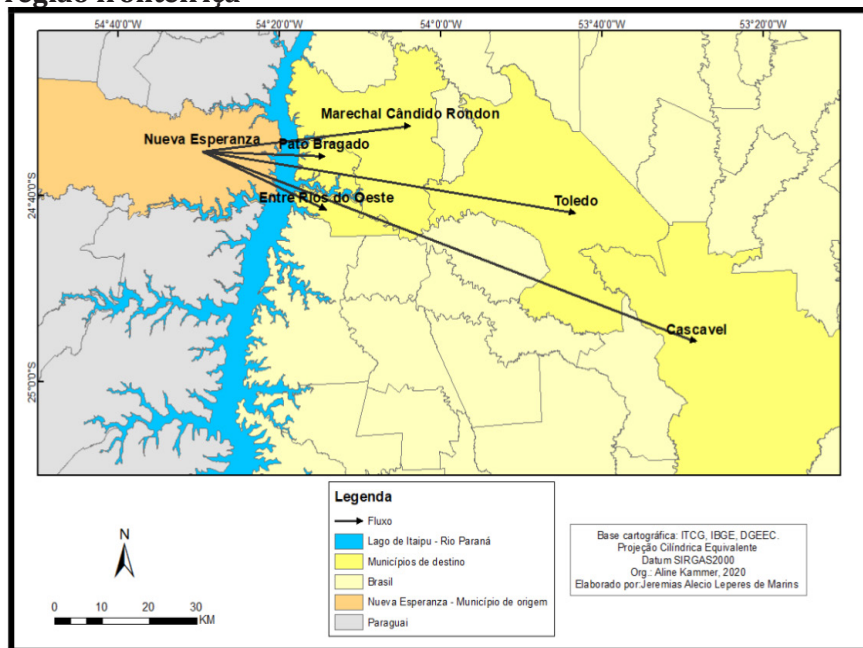 região fronteiriça
54°40'0"O
54°20'0"O
54°0'0"O
53°40'0"O
53°20'0"O
Marechal Cândido Rondon
Nueva Esperanza
Pato Bragado
24°40'0"S
Entre Rios do Oeste
Toledo
Cascavel
25°0'0"S
Legenda
Fluxo
Lago de Itaipu - Rio Paraná
Municípios de destino
Brasil
Nueva Esperanza - Município de origem
Paraguai
N
0 5 10 20 30
KM
Base cartográfica: ITCG, IBGE, DGEEC.
Projeção Cilíndrica Equivalente
Datum SIRGAS2000
Org.: Aline Kammer, 2020
Elaborado por:Jeremias Alecio Leperes de Marins